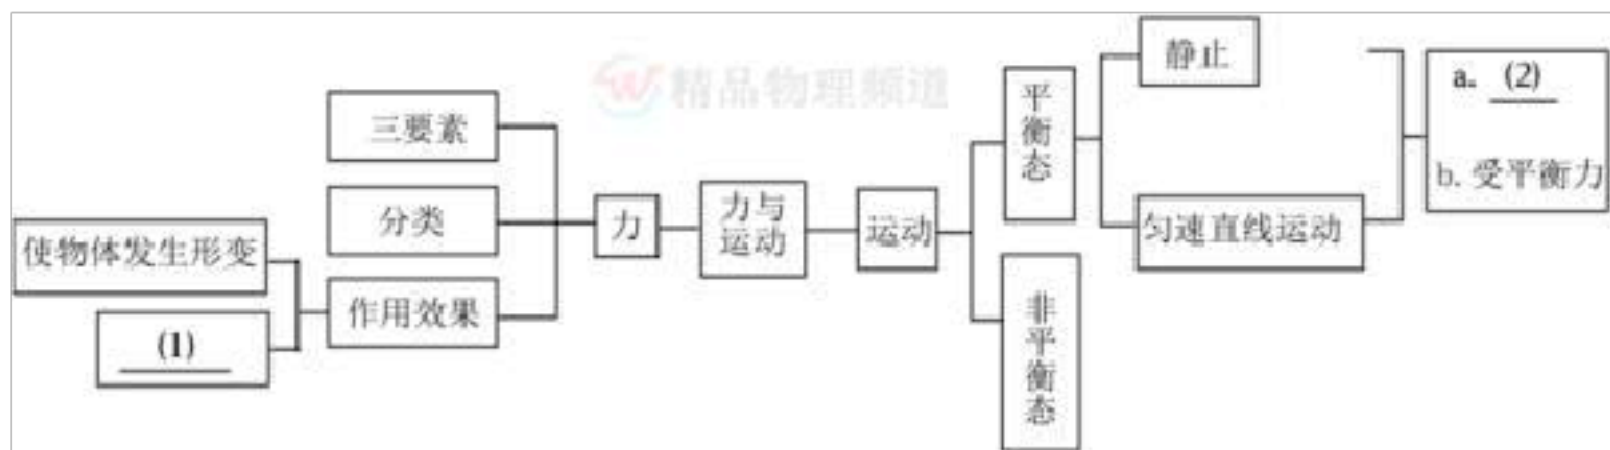 精品物理频道
三要素
分类
使物体发生形变
(1)
作用效果
力
力与
运动
运动
平
衡
态
非
平
衡
态
静止
匀速直线运动
a. (2)
b. 受平衡力